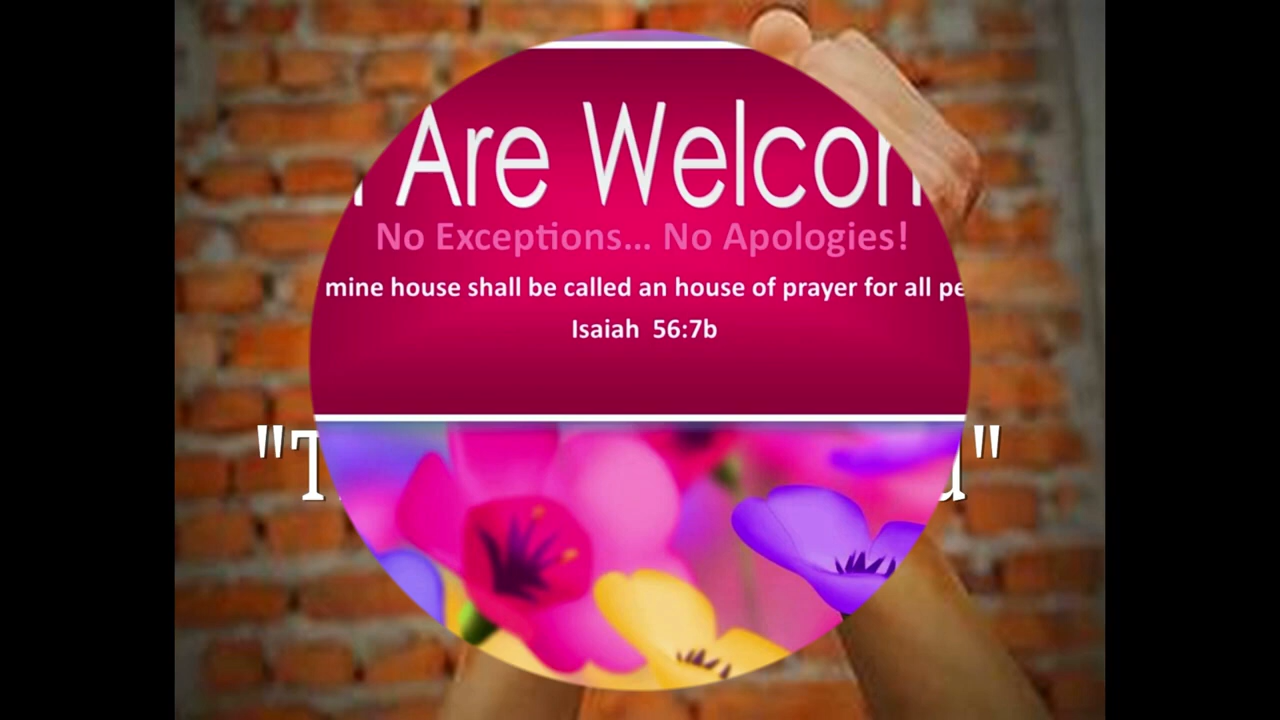 Are Welcom
No Exceptions... No Apologies!
mine house shall be called an house of prayer for all pe
Isaiah 56:7b
"T
"